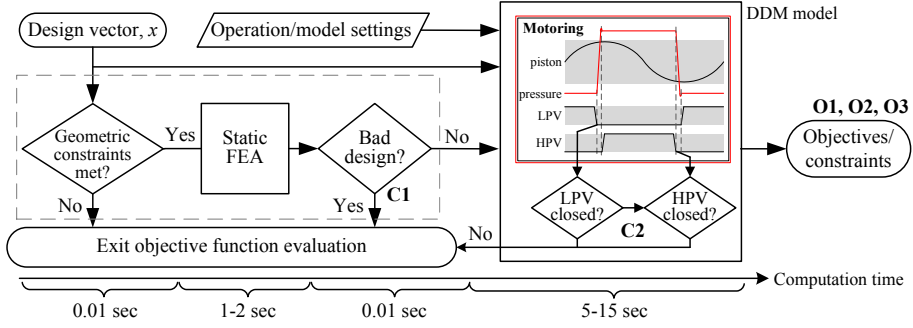 Design vector, x
Operation/model settings
DDM model
Motoring
piston
pressure
LPV
HPV
O1, O2, O3
Objectives/
constraints
Geometric
constraints
met?
Yes
Static
FEA
Bad
design?
No
C1
No
Yes
LPV
closed?
HPV
closed?
C2
No
Exit objective function evaluation
Computation time
0.01 sec
1-2 sec
0.01 sec
5-15 sec